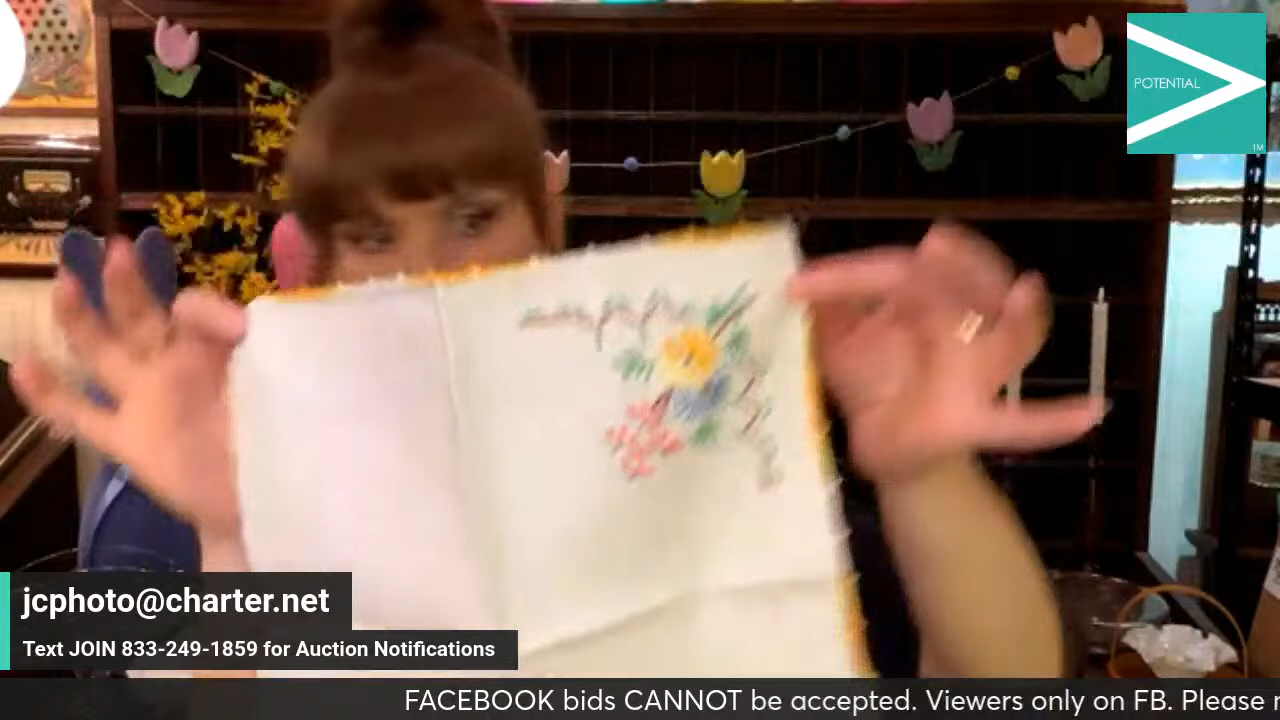 POTENTIAL
TM
jcphoto@charter.net
Text JOIN 833-249-1859 for Auction Notifications
FACEBOOK bids CANNOT be accepted. Viewers only on FB. Please